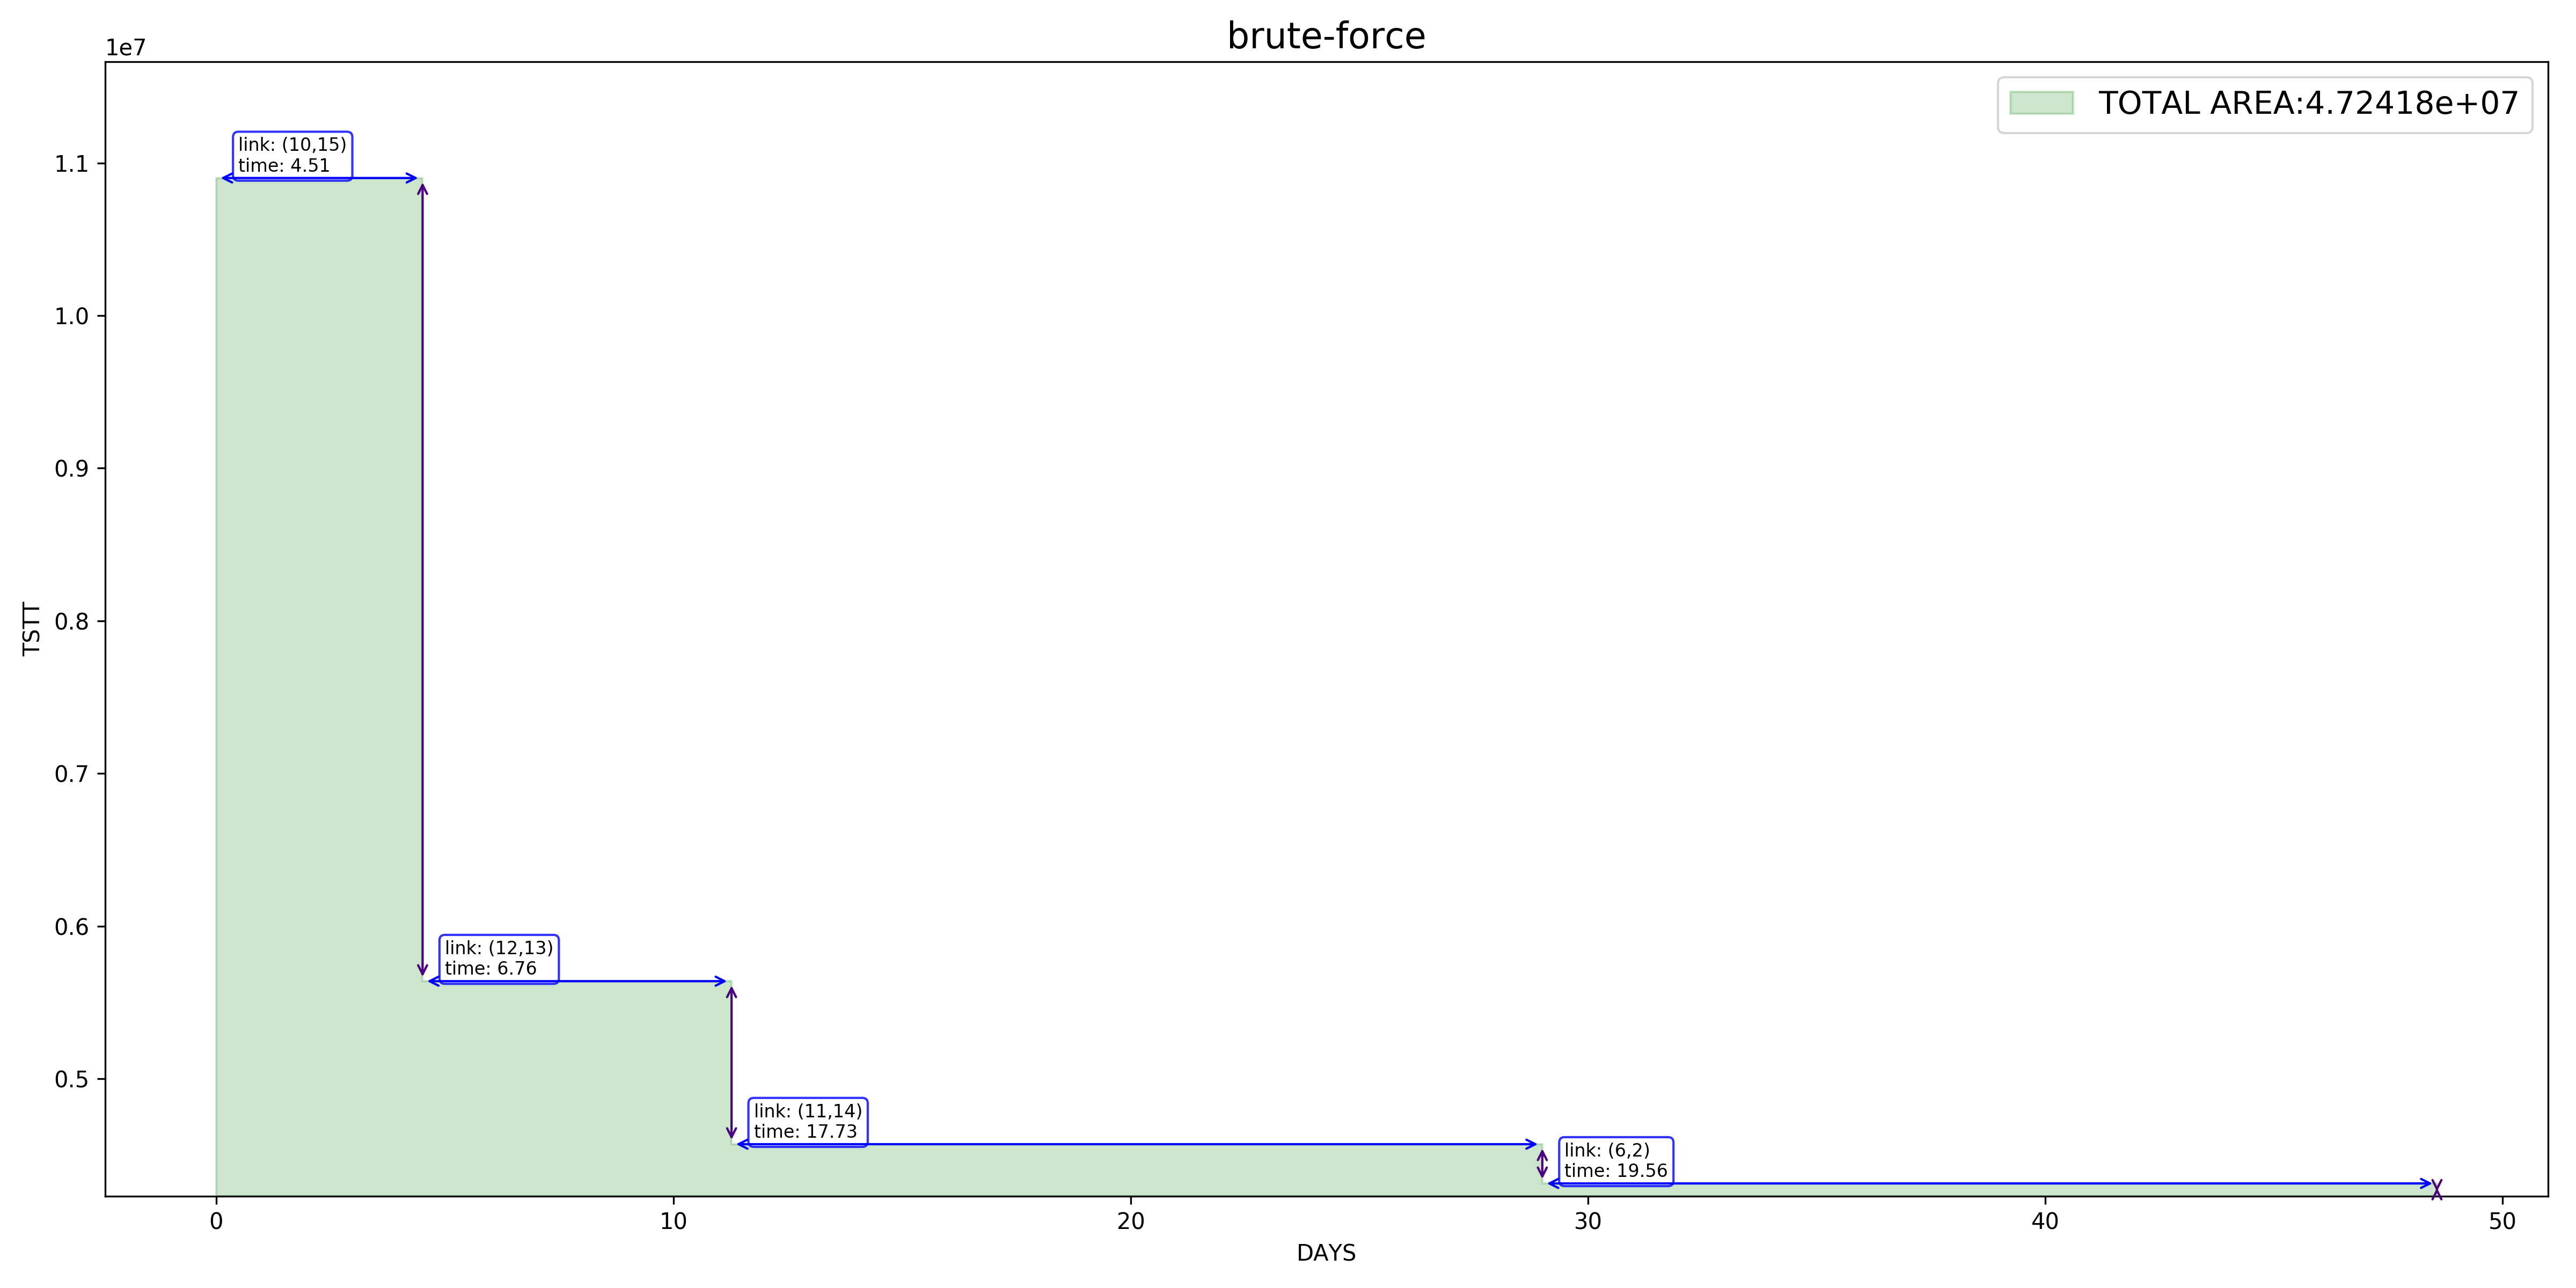 brute-force
1e7
TOTAL AREA:4.72418e+07
link: (10,15)
time: 4.51
1.1
1.0
0.9
0.8
TSTT
0.7
0.6
link: (12,13)
time: 6.76
0.5
link: (11,14)
time: 17.73
link: (6,2)
time: 19.56
0 10 20 30 40 50
DAYS